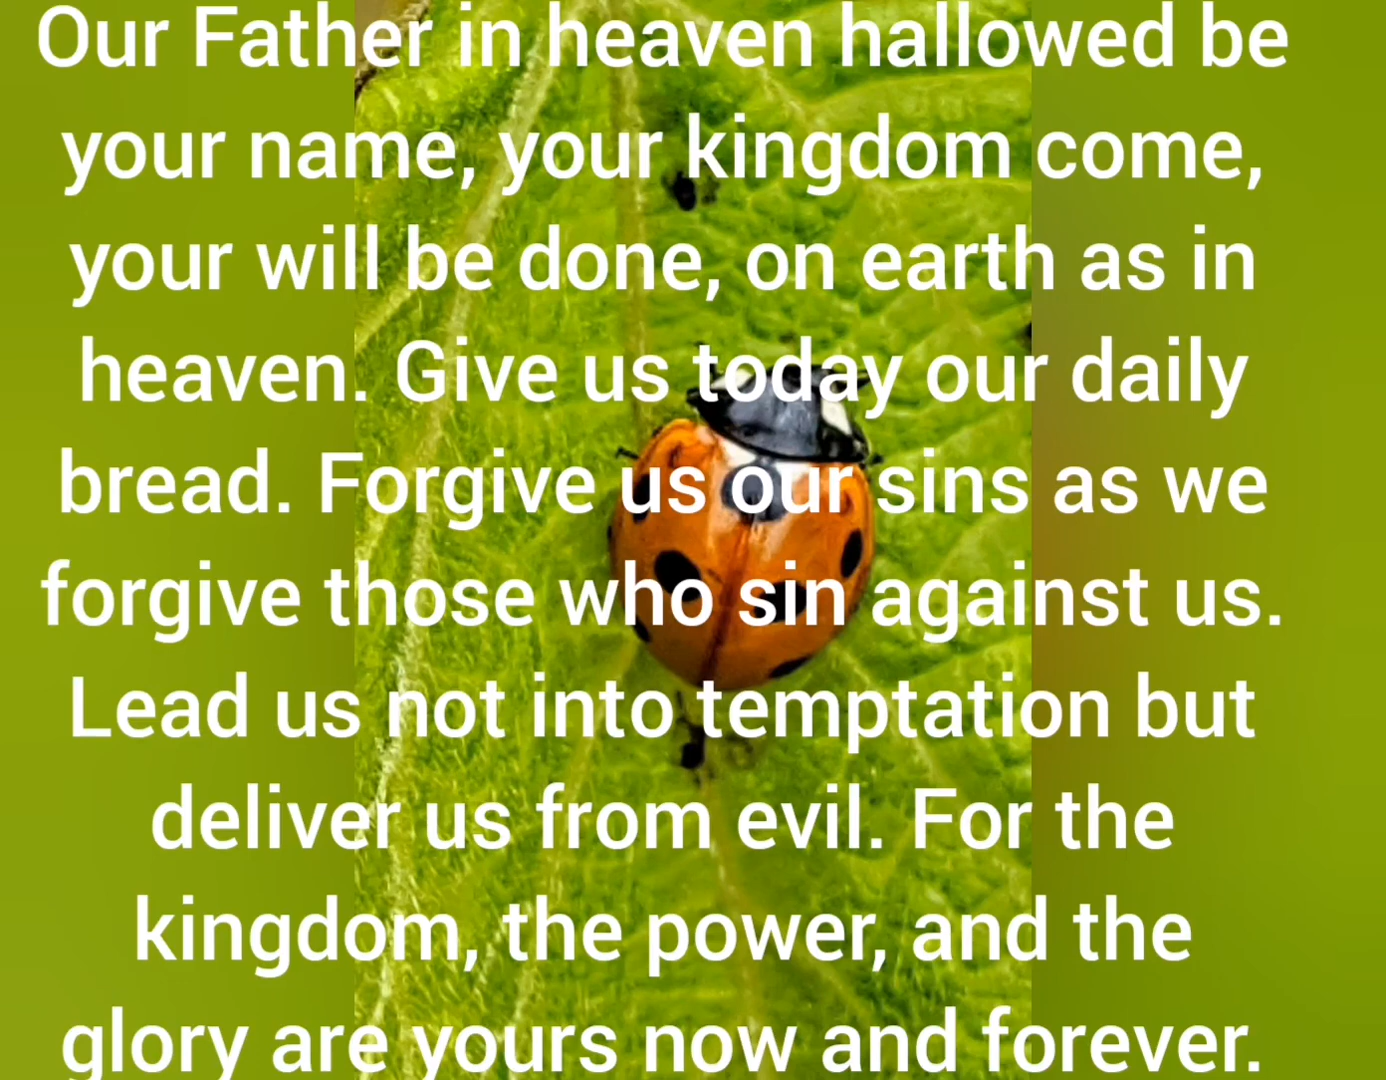 Our Father in heaven hallowed be
your name, your kingdom come,
your will be done, on earth as in
heaven. Give us today our daily
bread. Forgive us our sins as we
forgive those who sin against us.
Lead us not into temptation but
deliver us from evil. For the
kingdom, the power, and the
glory are yours now and forever.